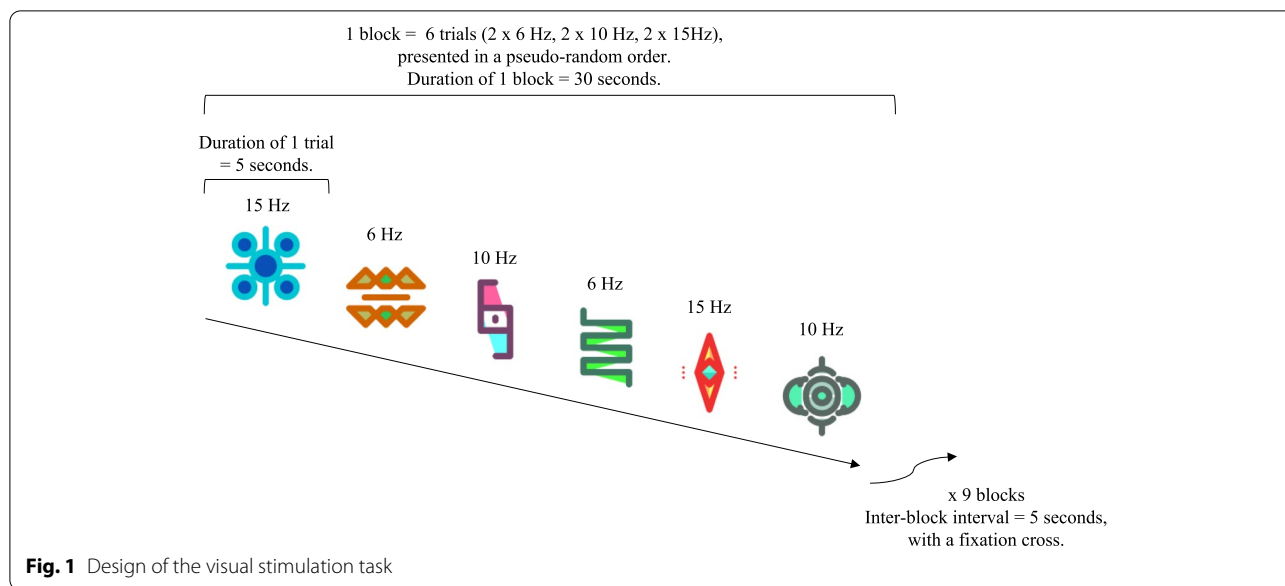 1 block =  6 trials (2 x 6 Hz, 2 x 10 Hz, 2 x 15Hz),
presented in a pseudo-random order.
Duration of 1 block = 30 seconds.
Duration of 1 trial
= 5 seconds.
15 Hz
6 Hz
10 Hz
6 Hz
15 Hz
10 Hz
x 9 blocks
Inter-block interval = 5 seconds,
with a fixation cross.
Fig. 1 Design of the visual stimulation task